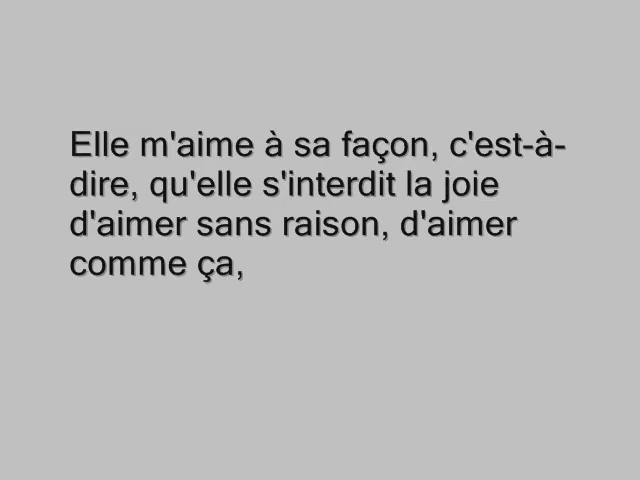 Elle m'aime à sa façon, c'est-à-
dire, qu'elle s'interdit la joie
d'aimer sans raison, d'aimer
comme ça,